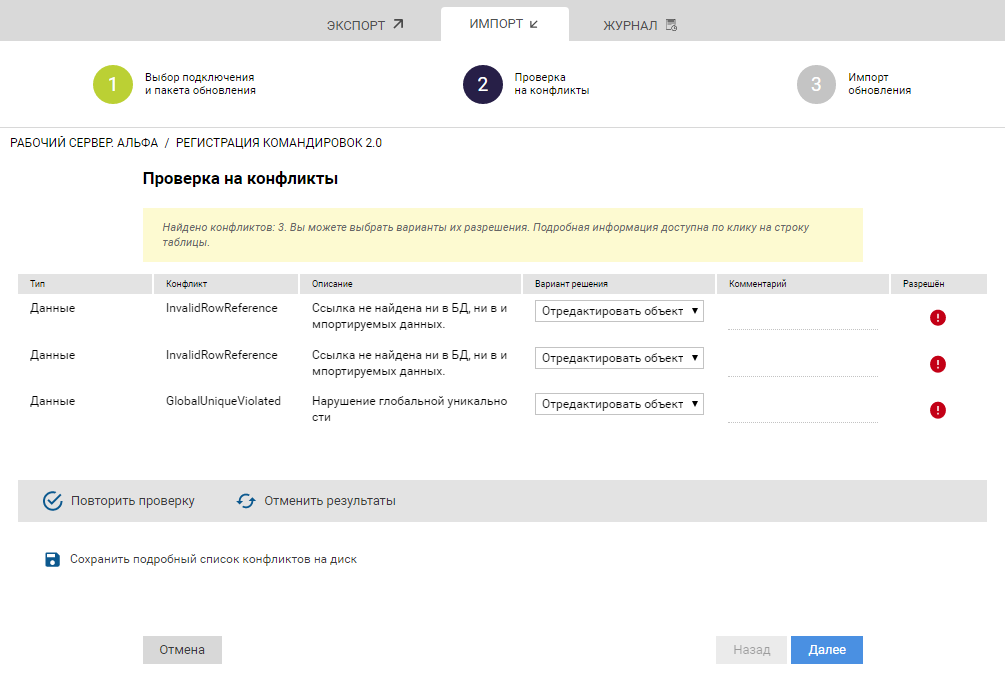 ЭКСПОРТ
ИМПОРТ
ЖУРНАЛ
1
Выбор подключения
и пакета обновления
2
Проверка
на конфликты
3
Импорт
обновления
РАБОЧИЙ СЕРВЕР. АЛЬФА / РЕГИСТРАЦИЯ КОМАНДИРОВОК 2.0
Проверка на конфликты
Найдено конфликтов: 3. Вы можете выбрать варианты их разрешения. Подробная информация доступна по клику на строку
таблицы.
Тип Конфликт Описание Вариант решения Комментарий Разрешён
Данные InvalidRowReference Ссылка не найдена ни в БД, ни в и Отредактировать объект
мпортируемых данных.
Данные InvalidRowReference Ссылка не найдена ни в БД, ни в и Отредактировать объект
мпортируемых данных.
Данные GlobalUniqueViolated Нарушение глобальной уникально Отредактировать объект
сти
Повторить проверку Отменить результаты
Сохранить подробный список конфликтов на диск
Отмена Назад Далее